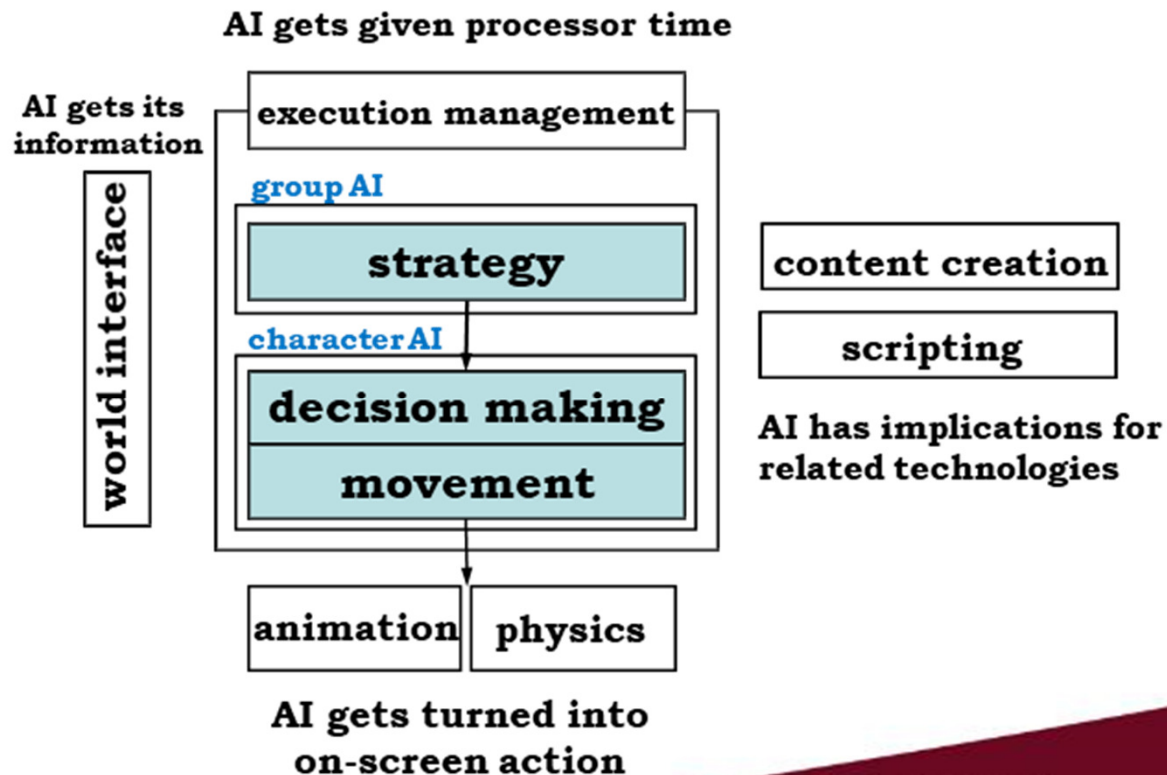 AI gets given processor time
execution management
AI gets its
information
world interface
group AI
strategy
character AI
decision making
movement
animation
physics
AI gets turned into
on-screen action
content creation
scripting
AI has implications for
related technologies